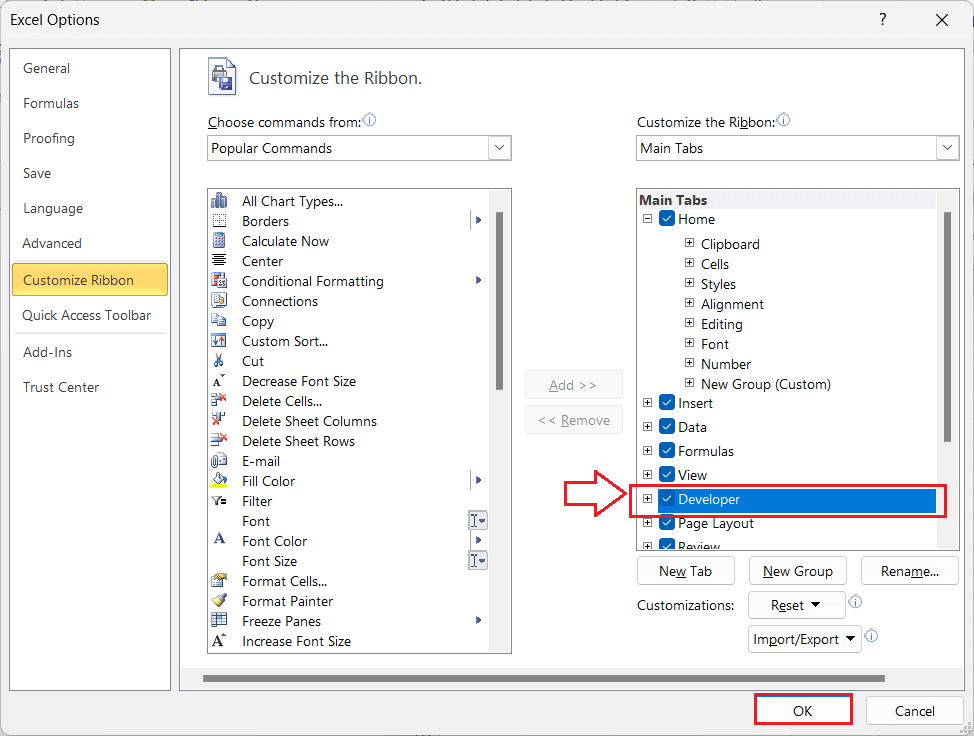 Excel Options
?
General
Formulas
Proofing
Save
Language
Advanced
Customize Ribbon
Quick Access Toolbar
Add-Ins
Trust Center
Customize the Ribbon.
Choose commands from:
Popular Commands
All Chart Types...
Borders
Calculate Now
Center
Conditional Formatting
Connections
Copy
Custom Sort...
Cut
Decrease Font Size
Delete Cells...
Delete Sheet Columns
Delete Sheet Rows
E-mail
Fill Color
Filter
Font
Font Color
Font Size
Format Cells...
Format Painter
Freeze Panes
Increase Font Size
Add >>
<< Remove
Customize the Ribbon:
Main Tabs
Main Tabs
Home
Clipboard
Cells
Styles
Alignment
Editing
Font
Number
New Group (Custom)
Insert
Data
Formulas
View
Developer
Page Layout
Review
New Tab
New Group
Rename...
Customizations:
Reset
Import/Export
OK
Cancel